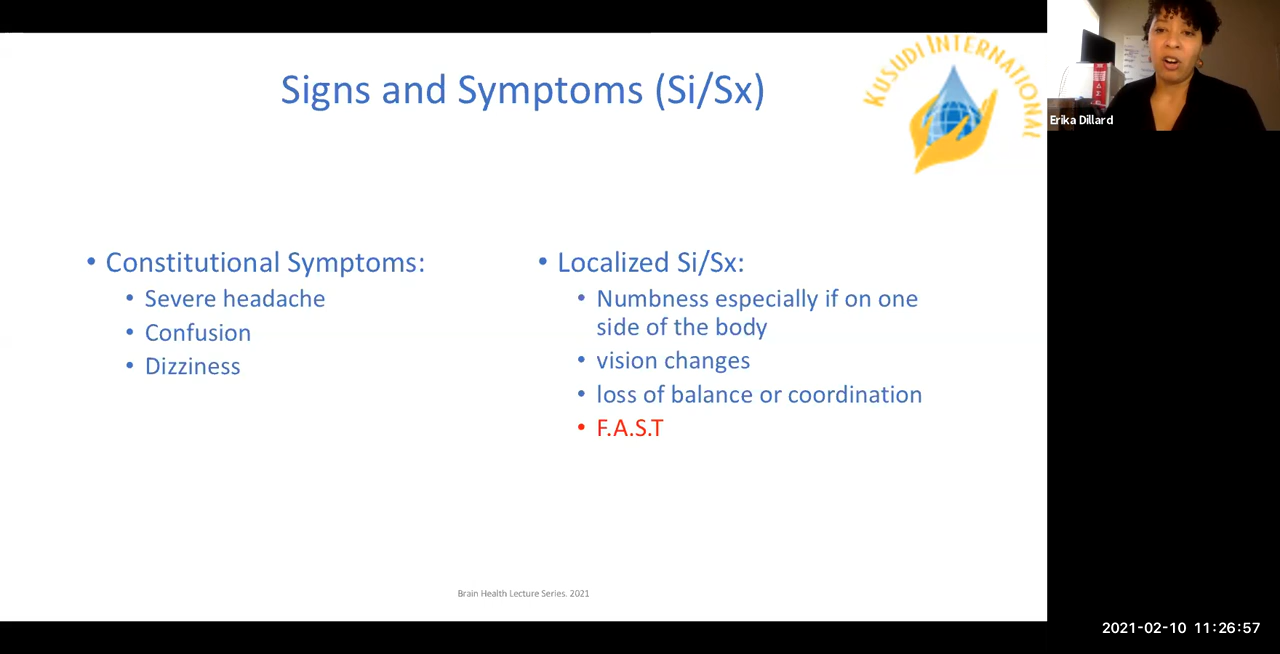 Signs and Symptoms (Si/Sx)
KUSUDI INTERNATIONAL
Erika Dillard
• Constitutional Symptoms:
• Severe headache
• Confusion
• Dizziness
• Localized Si/Sx:
• Numbness especially if on one
side of the body
• vision changes
• loss of balance or coordination
• F.A.S.T
Brain Health Lecture Series. 2021
2021-02-10 11:26:57